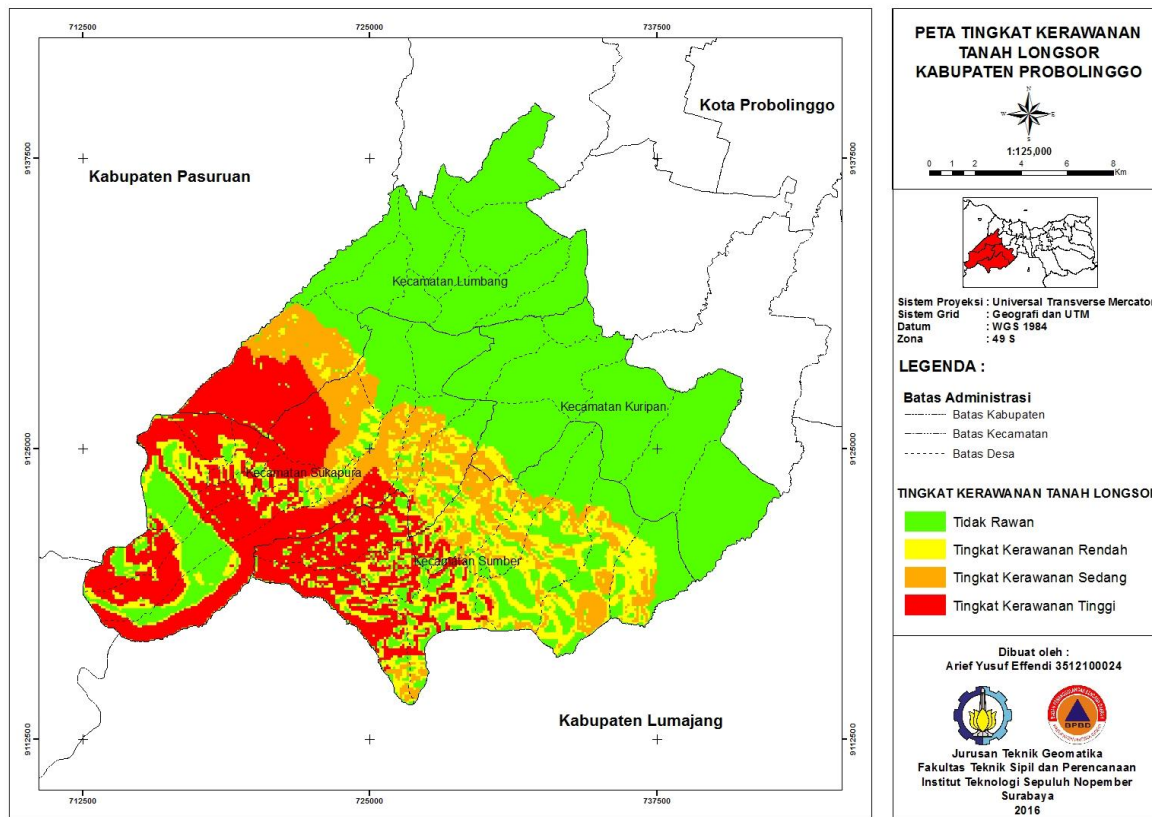 712500 725000 737500
Kota Probolinggo
9137500 9137500
Kabupaten Pasuruan
Kecamatan Lumbang
Kecamatan Kuripan
9125000 9125000
Kecamatan Sukapura
Kecamatan Sumber
Kabupaten Lumajang
9112500 9112500
712500 725000 737500
PETA TINGKAT KERAWANAN
TANAH LONGSOR
KABUPATEN PROBOLINGGO
N
W E
S
1:125,000
0 1 2 4 6 8
Km
Sistem Proyeksi : Universal Transverse Mercator
Sistem Grid : Geografi dan UTM
Datum : WGS 1984
Zona : 49 S
LEGENDA :
Batas Administrasi
Batas Kabupaten
Batas Kecamatan
Batas Desa
TINGKAT KERAWANAN TANAH LONGSOR
Tidak Rawan
Tingkat Kerawanan Rendah
Tingkat Kerawanan Sedang
Tingkat Kerawanan Tinggi
Dibuat oleh :
Arief Yusuf Effendi 3512100024
BPBD
Jurusan Teknik Geomatika
Fakultas Teknik Sipil dan Perencanaan
Institut Teknologi Sepuluh Nopember
Surabaya
2016